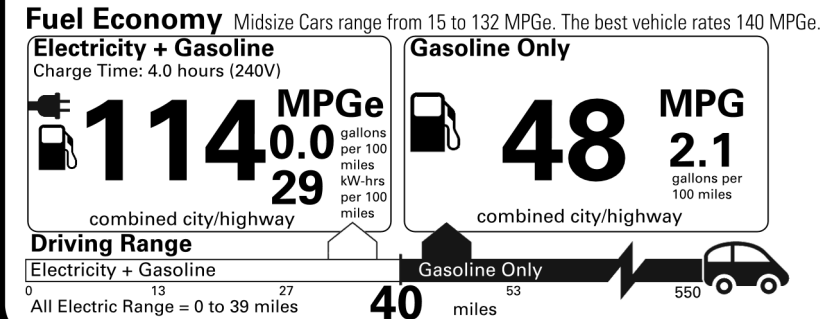 Fuel Economy Midsize Cars range from 15 to 132 MPGe. The best vehicle rates 140 MPGe.
Electricity + Gasoline
Charge Time: 4.0 hours (240V)
114
MPGe
0.0
gallons
per 100
miles
29
kW-hrs
per 100
miles
combined city/highway
Gasoline Only
48
MPG
2.1
gallons per
100 miles
combined city/highway
Driving Range
Electricity + Gasoline
Gasoline Only
0 13 27 40 53 550
All Electric Range = 0 to 39 miles
miles